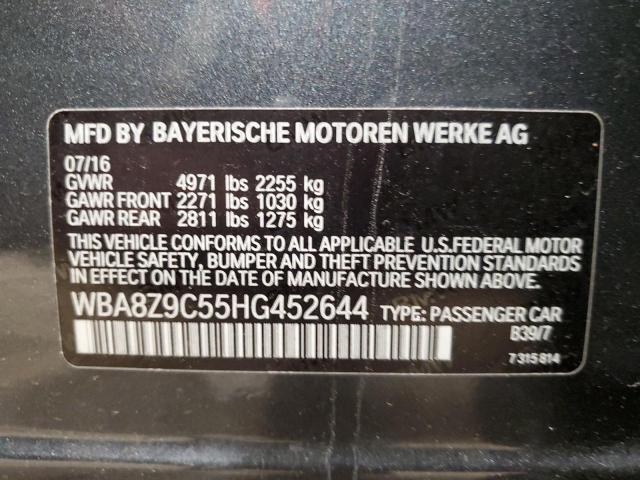 MFD BY BAYERISCHE MOTOREN WERKE AG
07/16
GVWR 4971 lbs 2255 kg
GAWR FRONT 2271 lbs 1030 kg
GAWR REAR 2811 lbs 1275 kg
THIS VEHICLE CONFORMS TO ALL APPLICABLE U.S.FEDERAL MOTOR
VEHICLE SAFETY, BUMPER AND THEFT PREVENTION STANDARDS
IN EFFECT ON THE DATE OF MANUFACTURE SHOWN ABOVE.
WBA8Z9C55HG452644 TYPE: PASSENGER CAR
B39/7
7315814